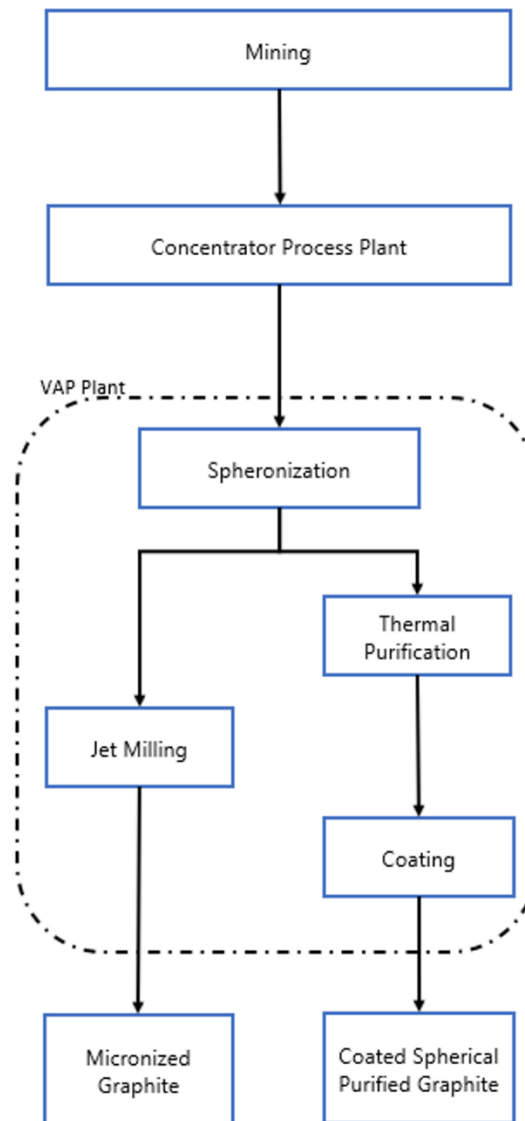 Mining
Concentrator Process Plant
VAP Plant
Spheronization
Thermal
Purification
Jet Milling
Coating
Micronized
Graphite
Coated Spherical
Purified Graphite